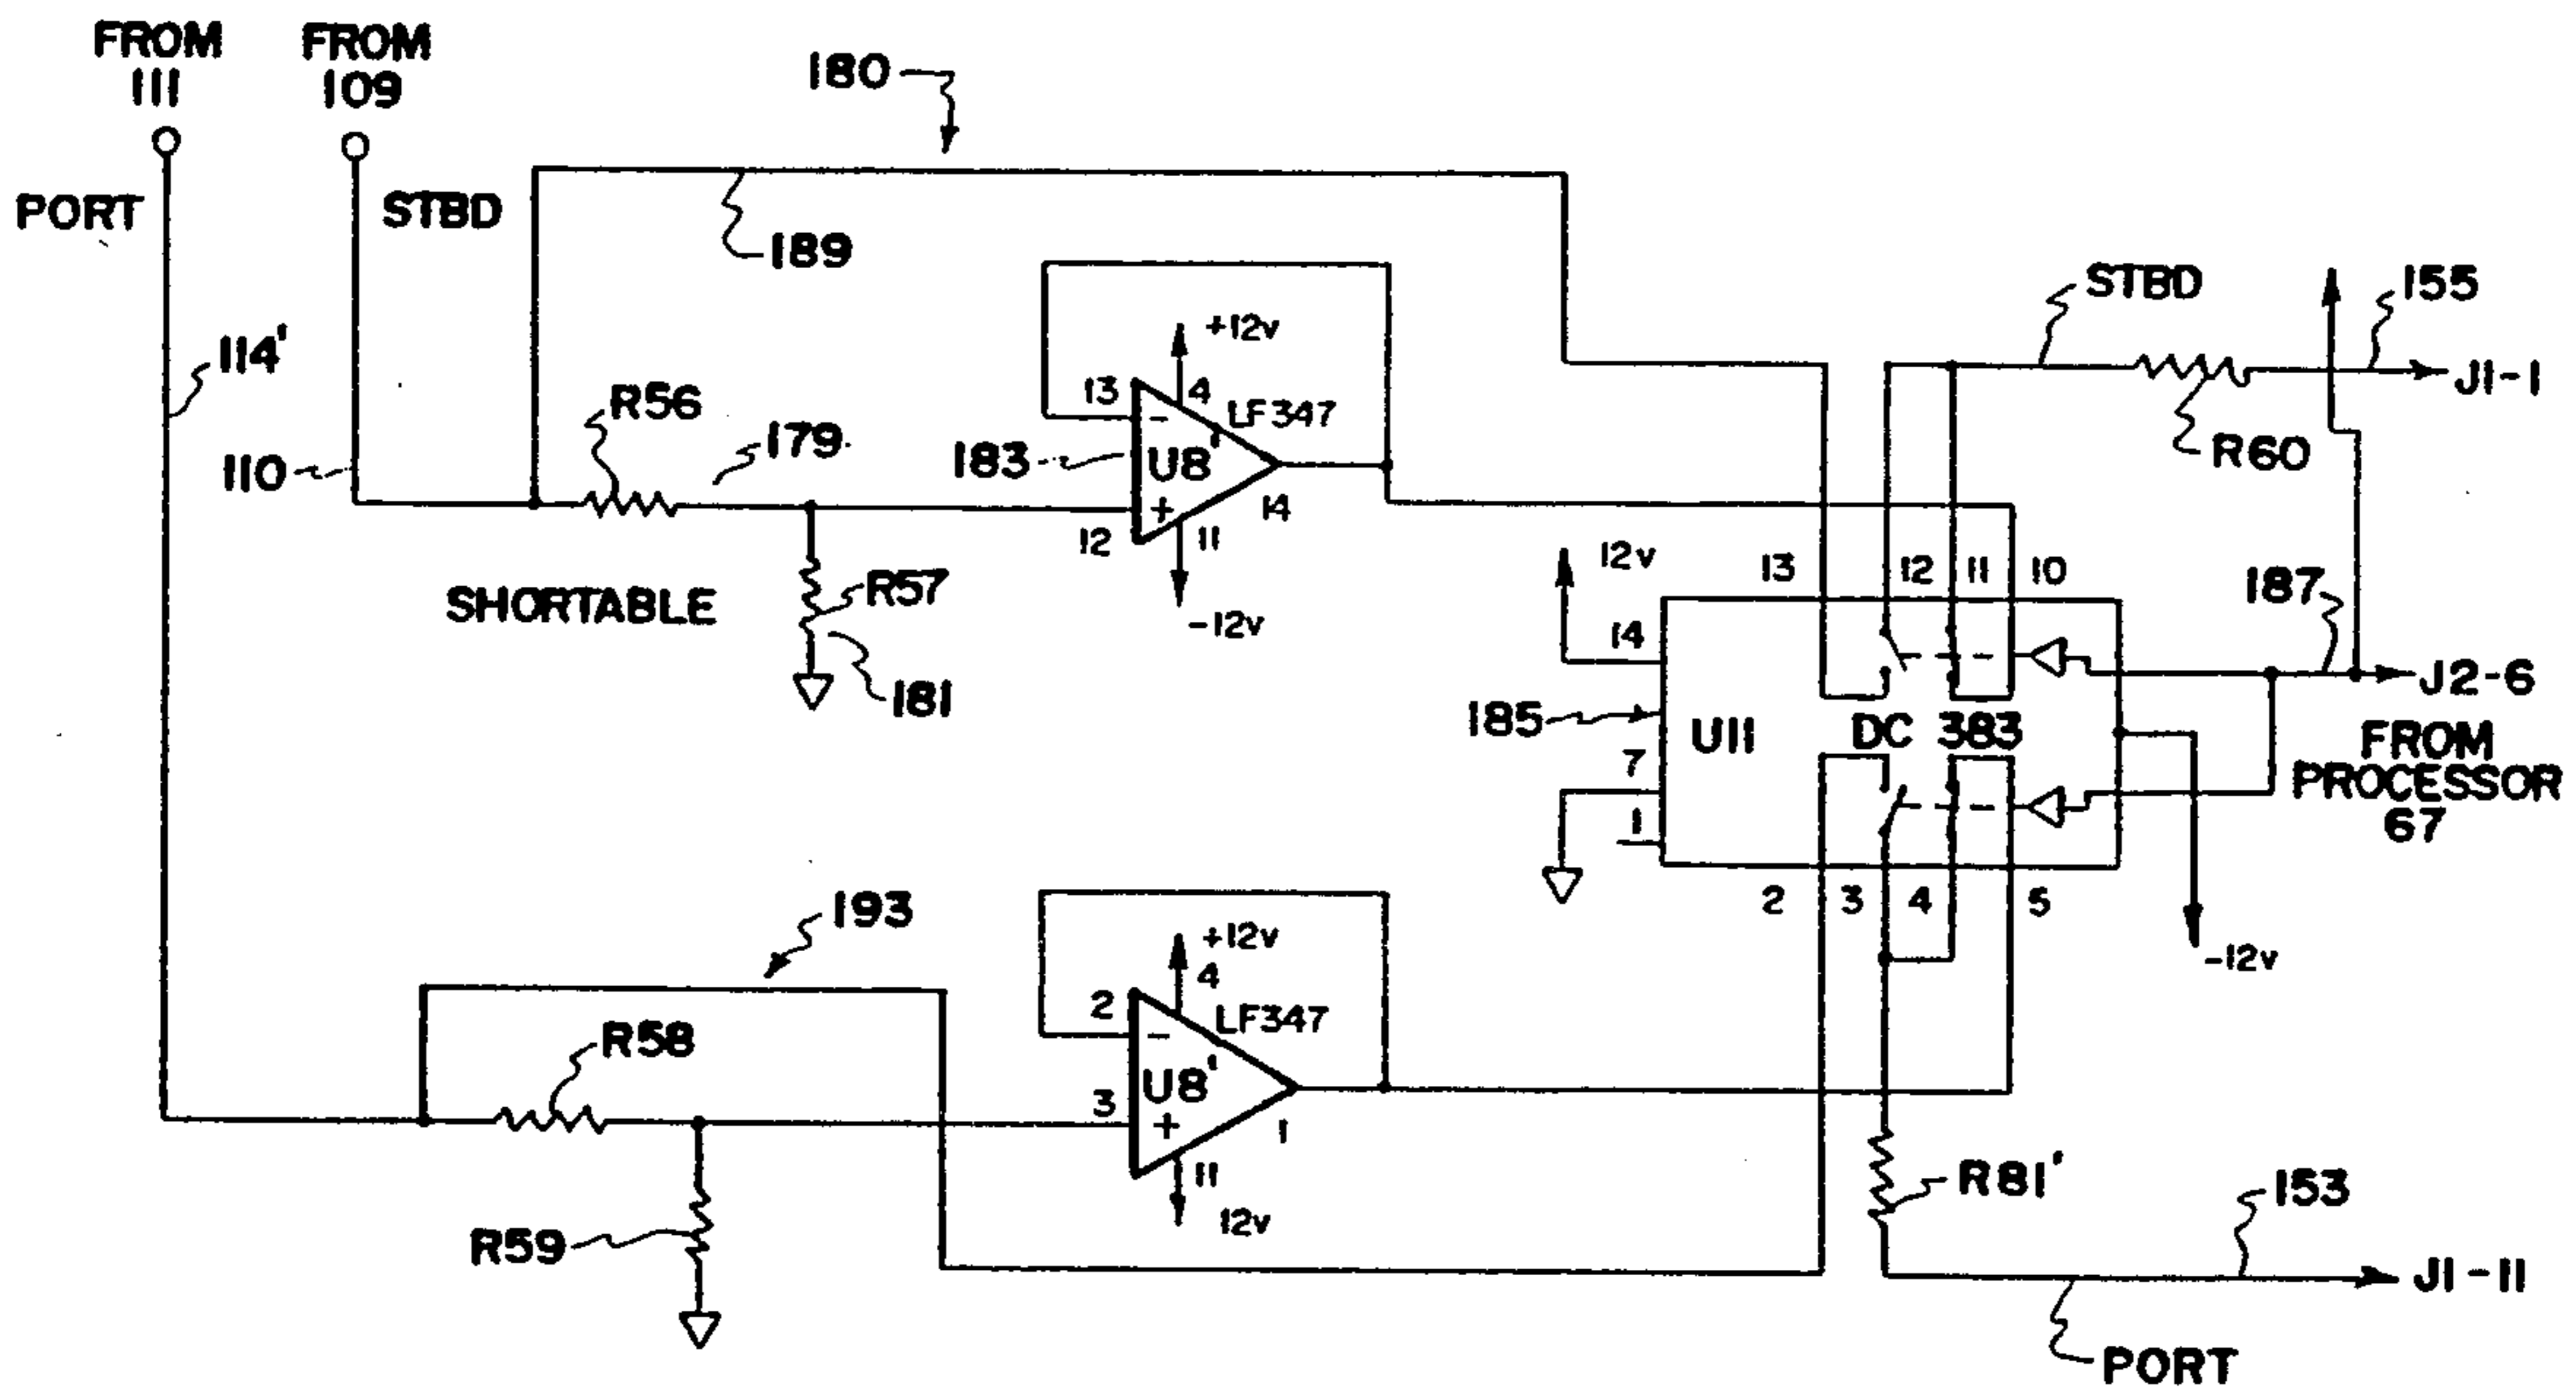 FROM
111
FROM
109
180
PORT
STBD
189
STBD
155
114'
+12v
J1-1
R56
13
4
LF347
179
110
183
U8'
R60
12
11
14
12v
13
12
11
10
R57
SHORTABLE
-12v
187
14
181
185
U11
DC 383
J2-6
7
FROM
PROCESSOR
67
1
193
2
3
4
5
+12v
4
-12v
2
LF347
R58
U8'
3
1
11
R81'
153
R59
12v
J1-11
PORT
-
+
-
+